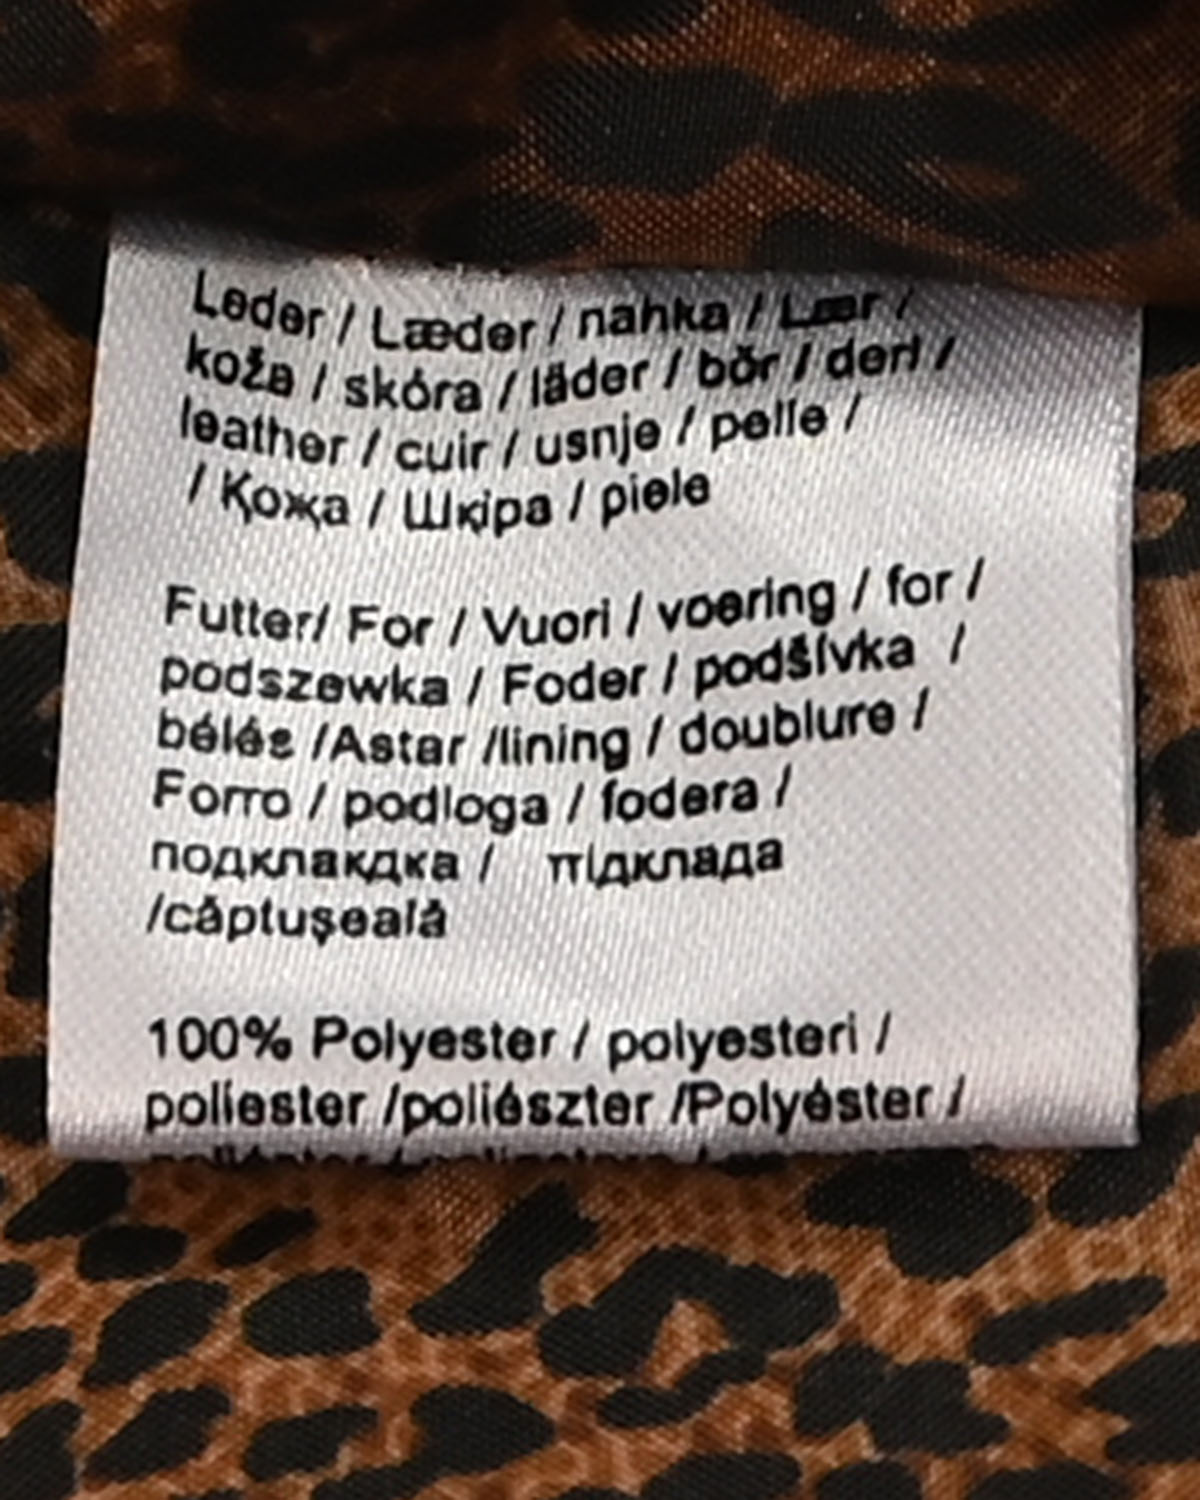 Leder / Læder / nahka / Lær /
koža / skóra / läder / bőr / deri /
leather / cuir / usnje / pelle /
/ Қожа / Шкіра / piele
Futter/ For / Vuori / voering / for /
podszewka / Foder / podšívka /
bélés /Astar /lining / doublure /
Forro / podloga / fodera /
подклакдка / підклада
/căptuşeală
100% Polyester / polyesteri /
poliester /poliészter /Polyéster /